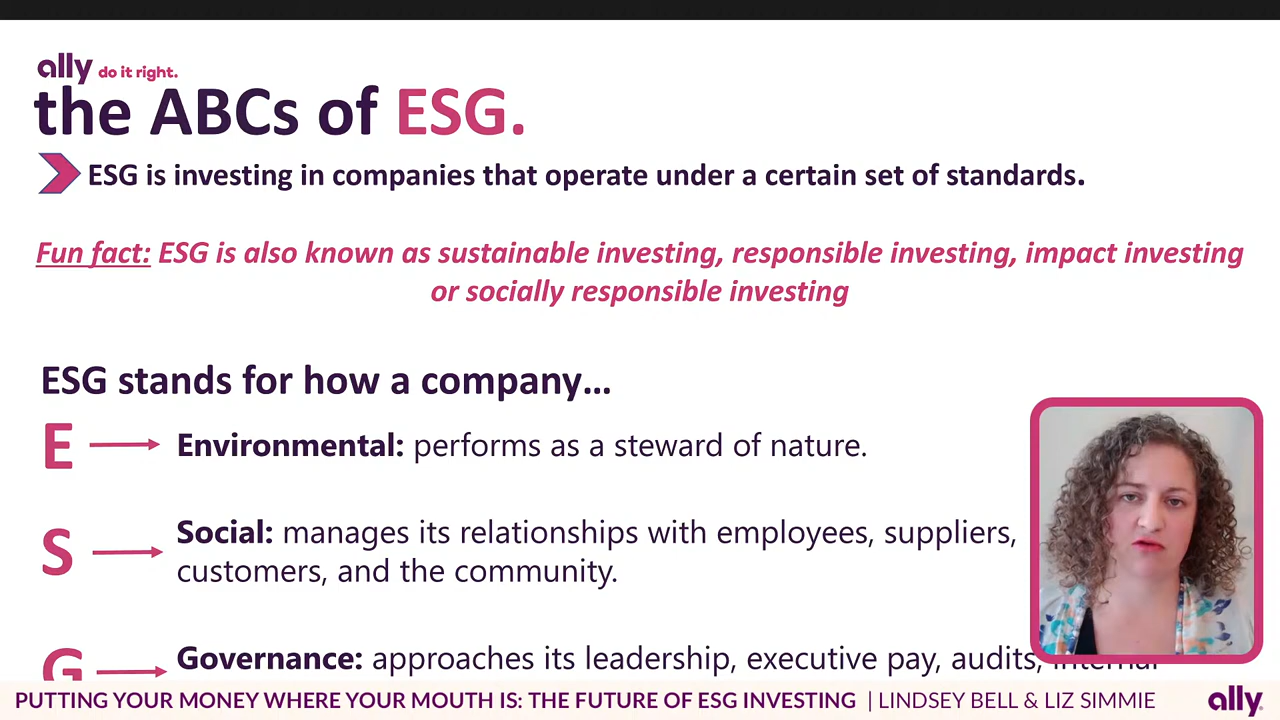 ally do it right.
the ABCs of ESG.
ESG is investing in companies that operate under a certain set of standards.
Fun fact: ESG is also known as sustainable investing, responsible investing, impact investing
or socially responsible investing
ESG stands for how a company...
E
Environmental: performs as a steward of nature.
S
Social: manages its relationships with employees, suppliers,
customers, and the community.
G
Governance: approaches its leadership, executive pay, audits, internal
PUTTING YOUR MONEY WHERE YOUR MOUTH IS: THE FUTURE OF ESG INVESTING | LINDSEY BELL & LIZ SIMMIE
ally